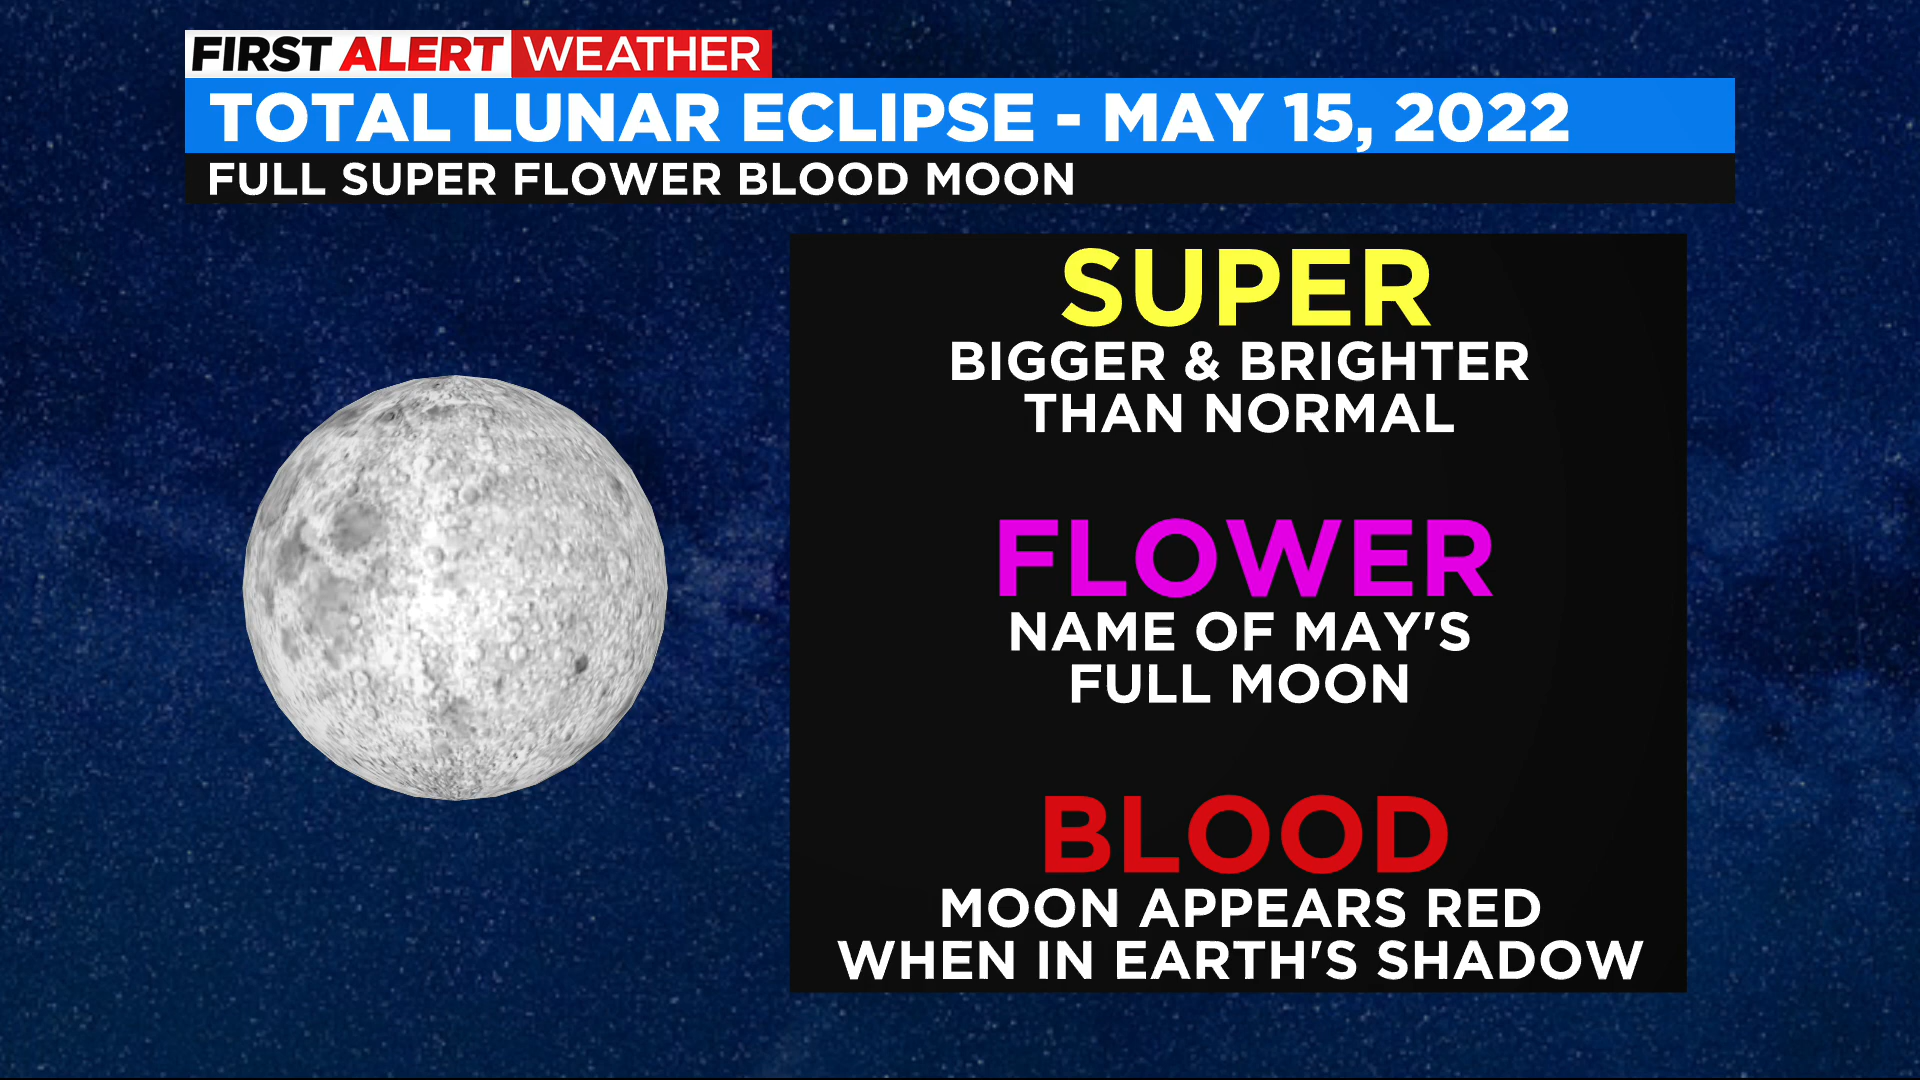 FIRST ALERT WEATHER
TOTAL LUNAR ECLIPSE - MAY 15, 2022
FULL SUPER FLOWER BLOOD MOON
SUPER
BIGGER & BRIGHTER
THAN NORMAL
FLOWER
NAME OF MAY'S
FULL MOON
BLOOD
MOON APPEARS RED
WHEN IN EARTH'S SHADOW